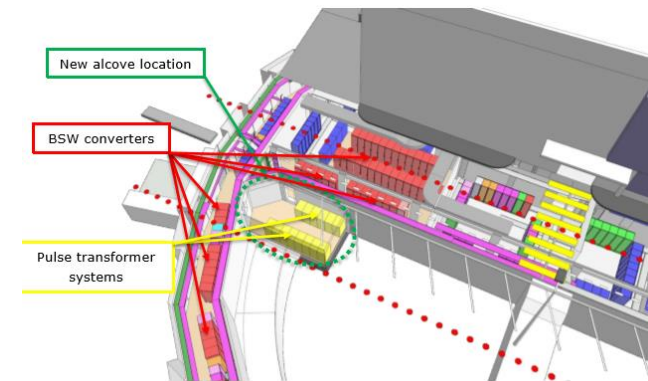 New alcove location
BSW converters
Pulse transformer
systems